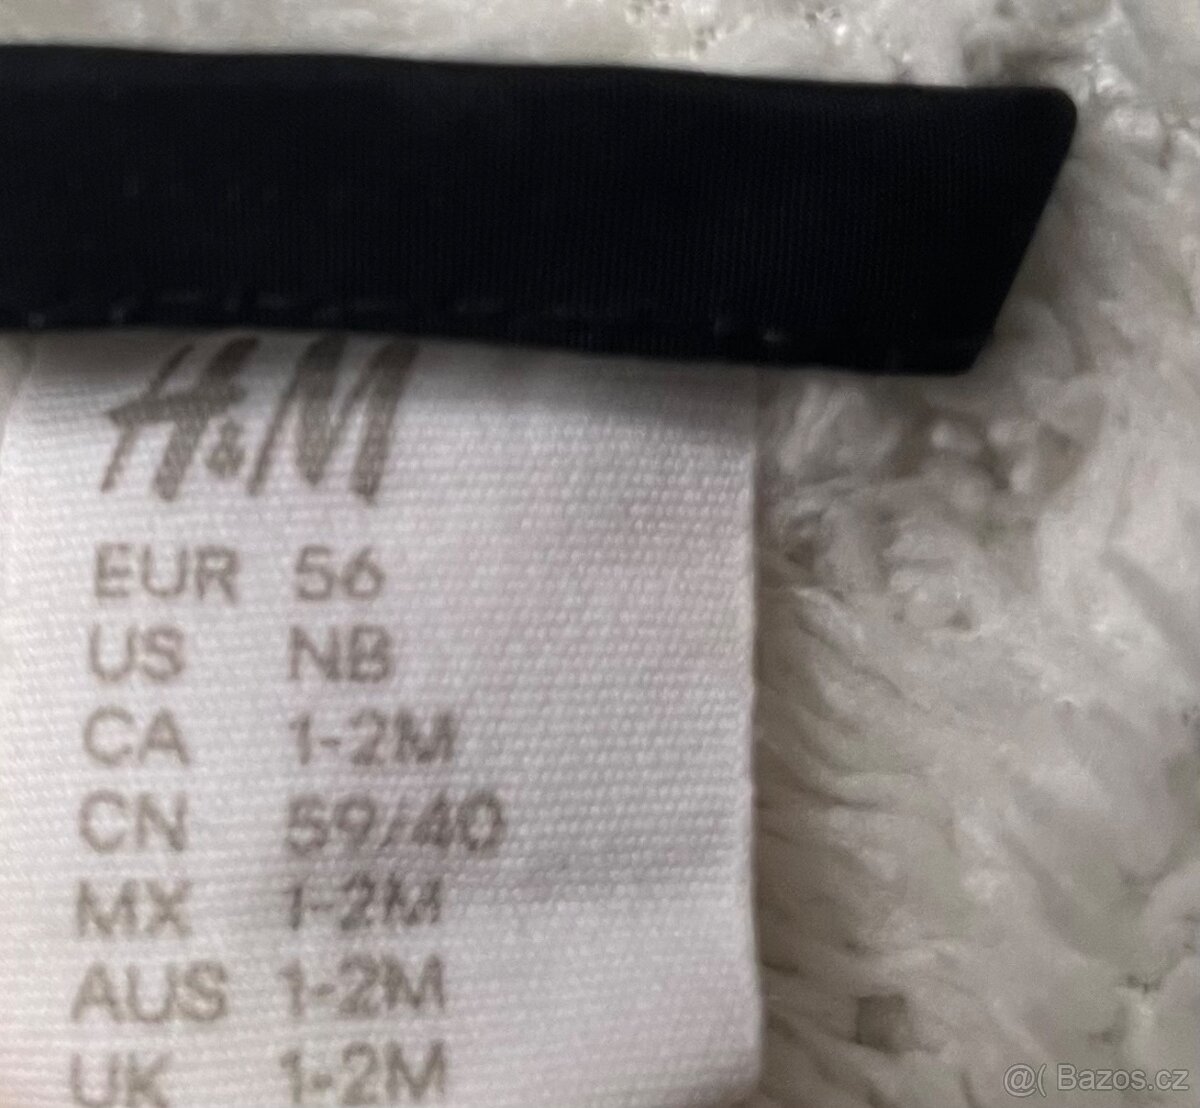 H&M
EUR 56
US NB
CA 1-2M
CN 59/40
MX 1-2M
AUS 1-2M
UK 1-2M
@( Bazos.cz